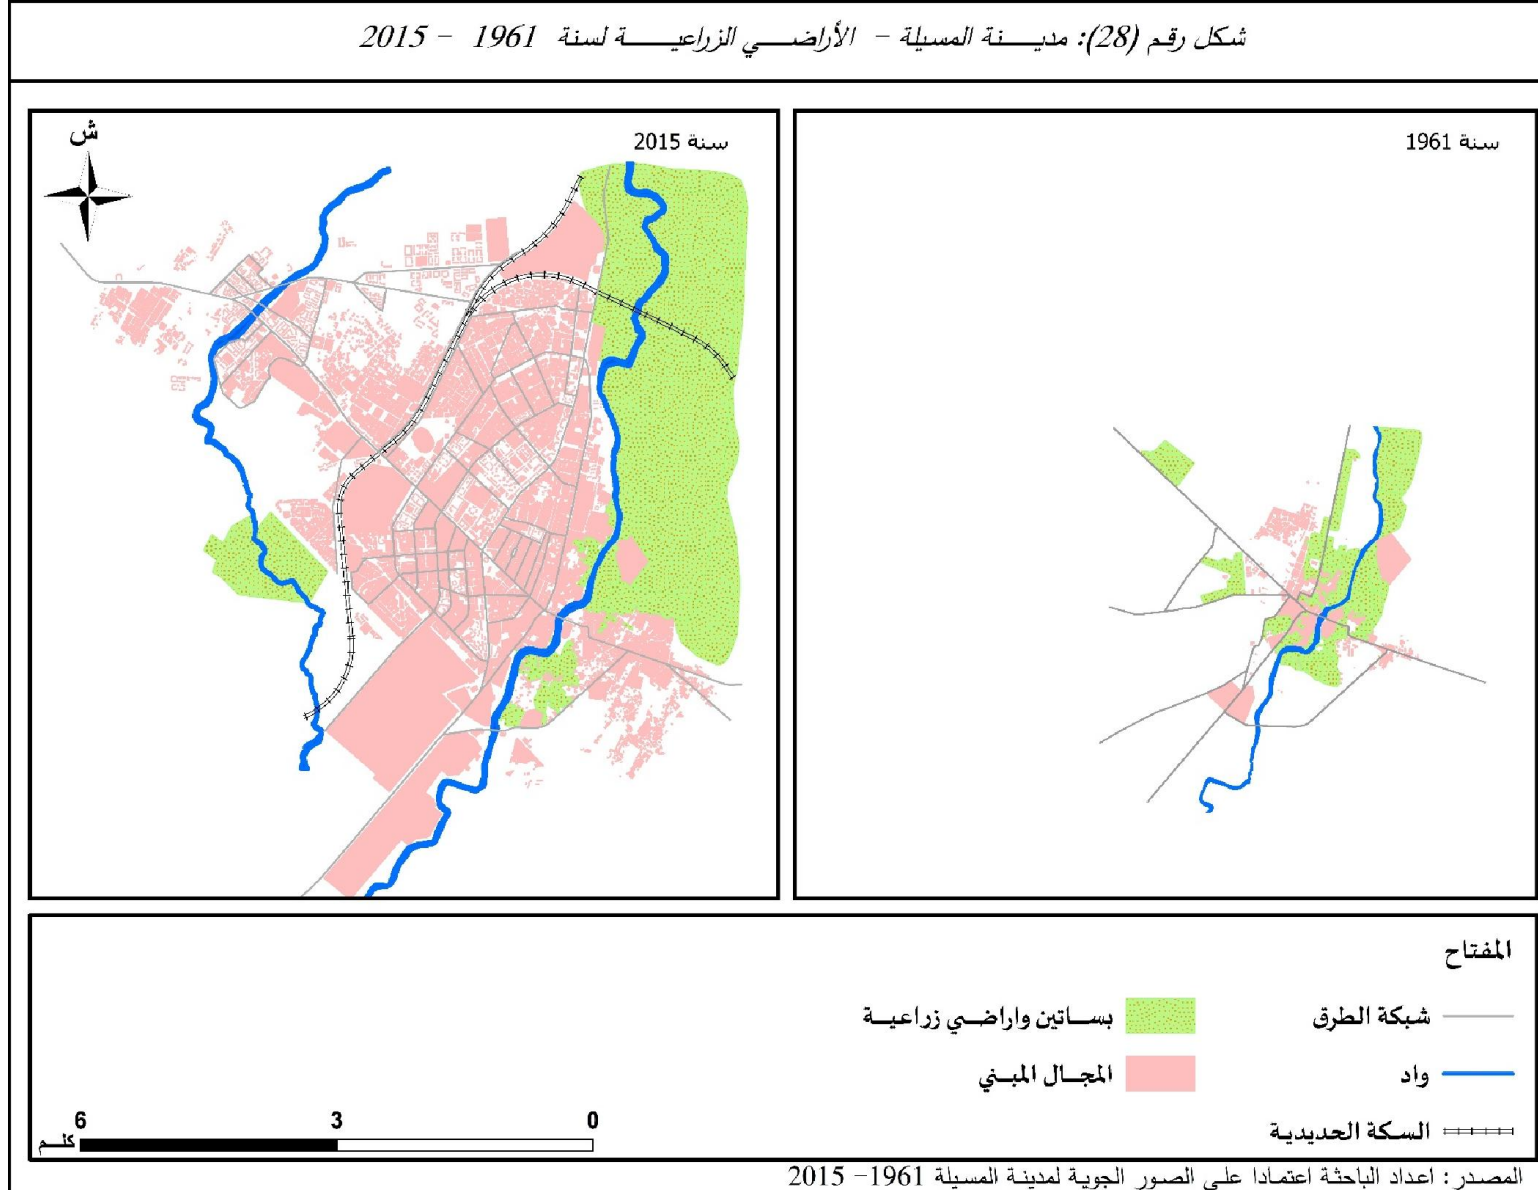 شكل رقم (28): مدينة المسيلة - الأراضي الزراعية لسنة 1961 - 2015
سنة 1961
سنة 2015
ش
المفتاح
شبكة الطرق
بساتين واراضي زراعية
واد
المجال المبني
السكة الحديدية
0 3 6
كلم
المصدر: اعداد الباحثة اعتمادا على الصور الجوية لمدينة المسيلة 1961- 2015